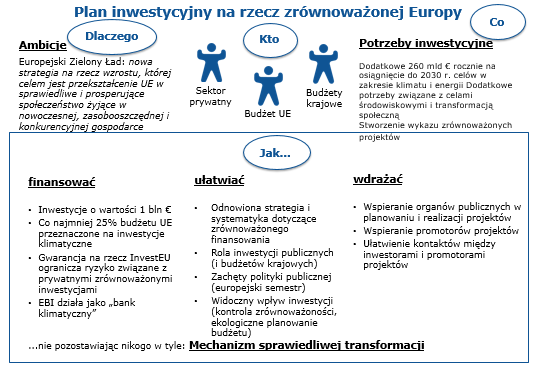 Plan inwestycyjny na rzecz zrównoważonej Europy
Dlaczego
Ambicje
Europejski Zielony Ład: nowa
strategia na rzecz wzrostu, której
celem jest przekształcenie UE w
sprawiedliwe i prosperujące
społeczeństwo żyjące w
nowoczesnej, zasobooszczędnej i
konkurencyjnej gospodarce
Kto
Sektor
prywatny
Budżet UE
Budżety
krajowe
Co
Potrzeby inwestycyjne
Dodatkowe 260 mld € rocznie na
osiągnięcie do 2030 r. celów w
zakresie klimatu i energii Dodatkowe
potrzeby związane z celami
środowiskowymi i transformacją
społeczną
Stworzenie wykazu zrównoważonych
projektów
Jak…
finansować
• Inwestycje o wartości 1 bln €
• Co najmniej 25% budżetu UE
przeznaczone na inwestycje
klimatyczne
• Gwarancja na rzecz InvestEU
ogranicza ryzyko związane z
prywatnymi zrównoważonymi
inwestycjami
• EBI działa jako „bank
klimatyczny”
ułatwiać
• Odnowiona strategia i
systematyka dotyczące
zrównoważonego
finansowania
• Rola inwestycji publicznych
(i budżetów krajowych)
• Zachęty polityki publicznej
(europejski semestr)
• Widoczny wpływ inwestycji
(kontrola zrównoważoności,
ekologiczne planowanie
budżetu)
wdrażać
• Wspieranie organów publicznych w
planowaniu i realizacji projektów
• Wspieranie promotorów projektów
• Ułatwienie kontaktów między
inwestorami i promotorami
projektów
...nie pozostawiając nikogo w tyle: Mechanizm sprawiedliwej transformacji